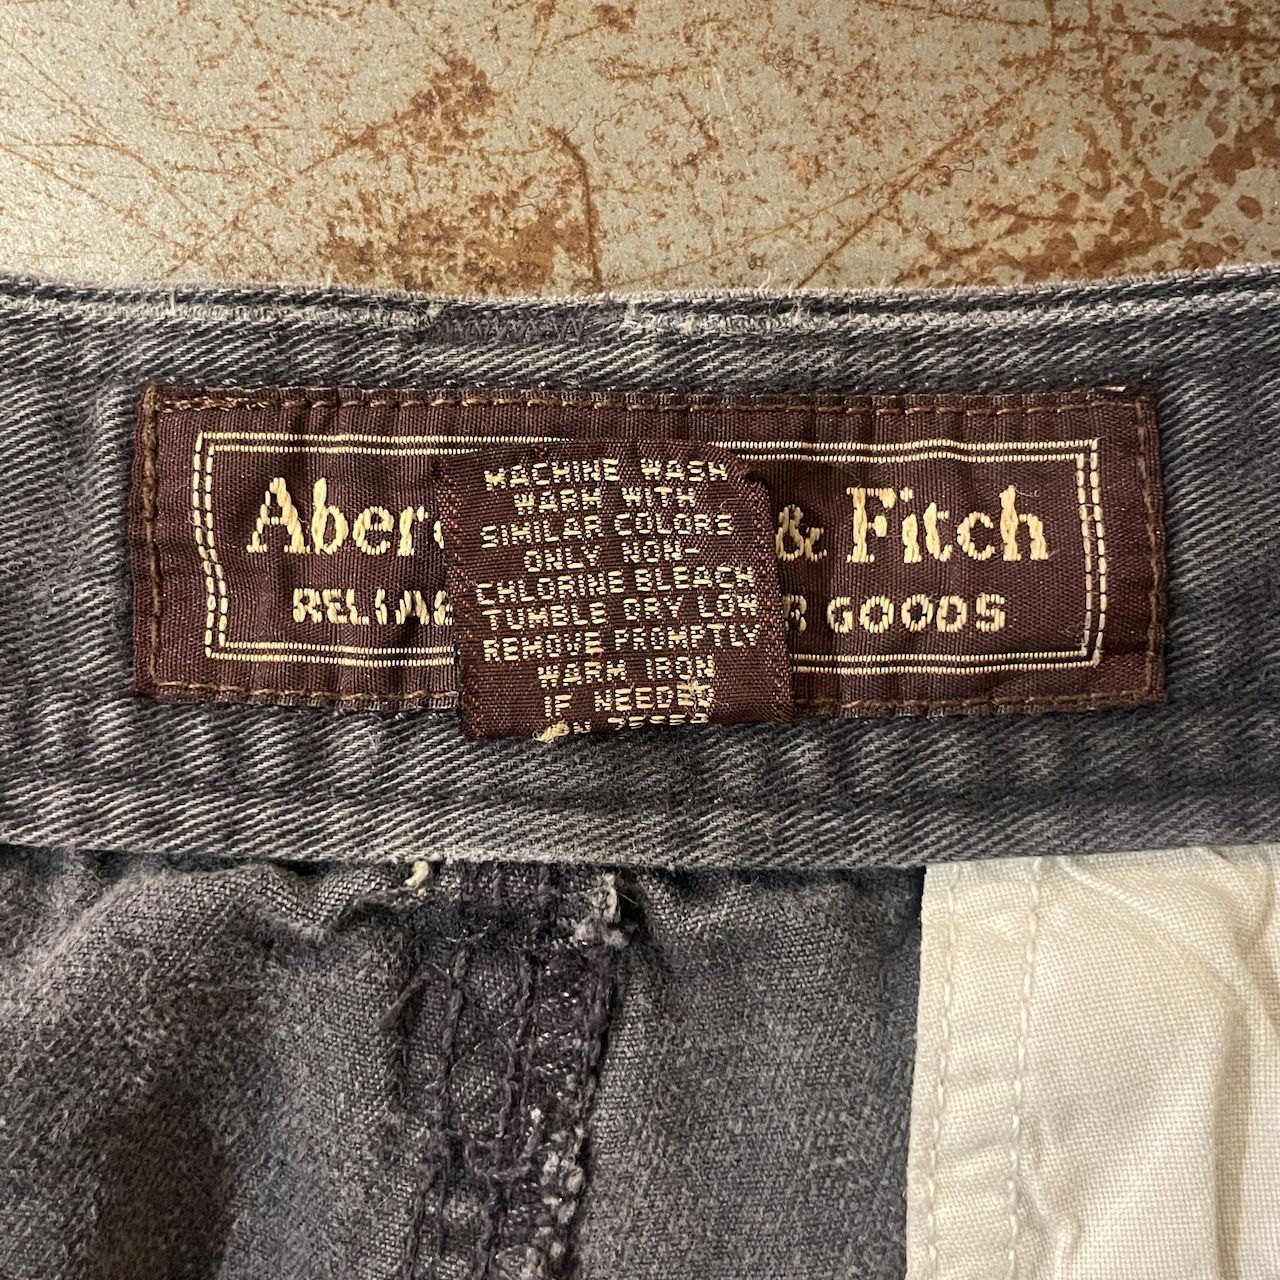 Aber & Fitch
RELIAB R GOODS
MACHINE WASH
WARM WITH
SIMILAR COLORS
ONLY NON-
CHLORINE BLEACH
TUMBLE DRY LOW
REMOVE PROMPTLY
WARM IRON
IF NEEDED